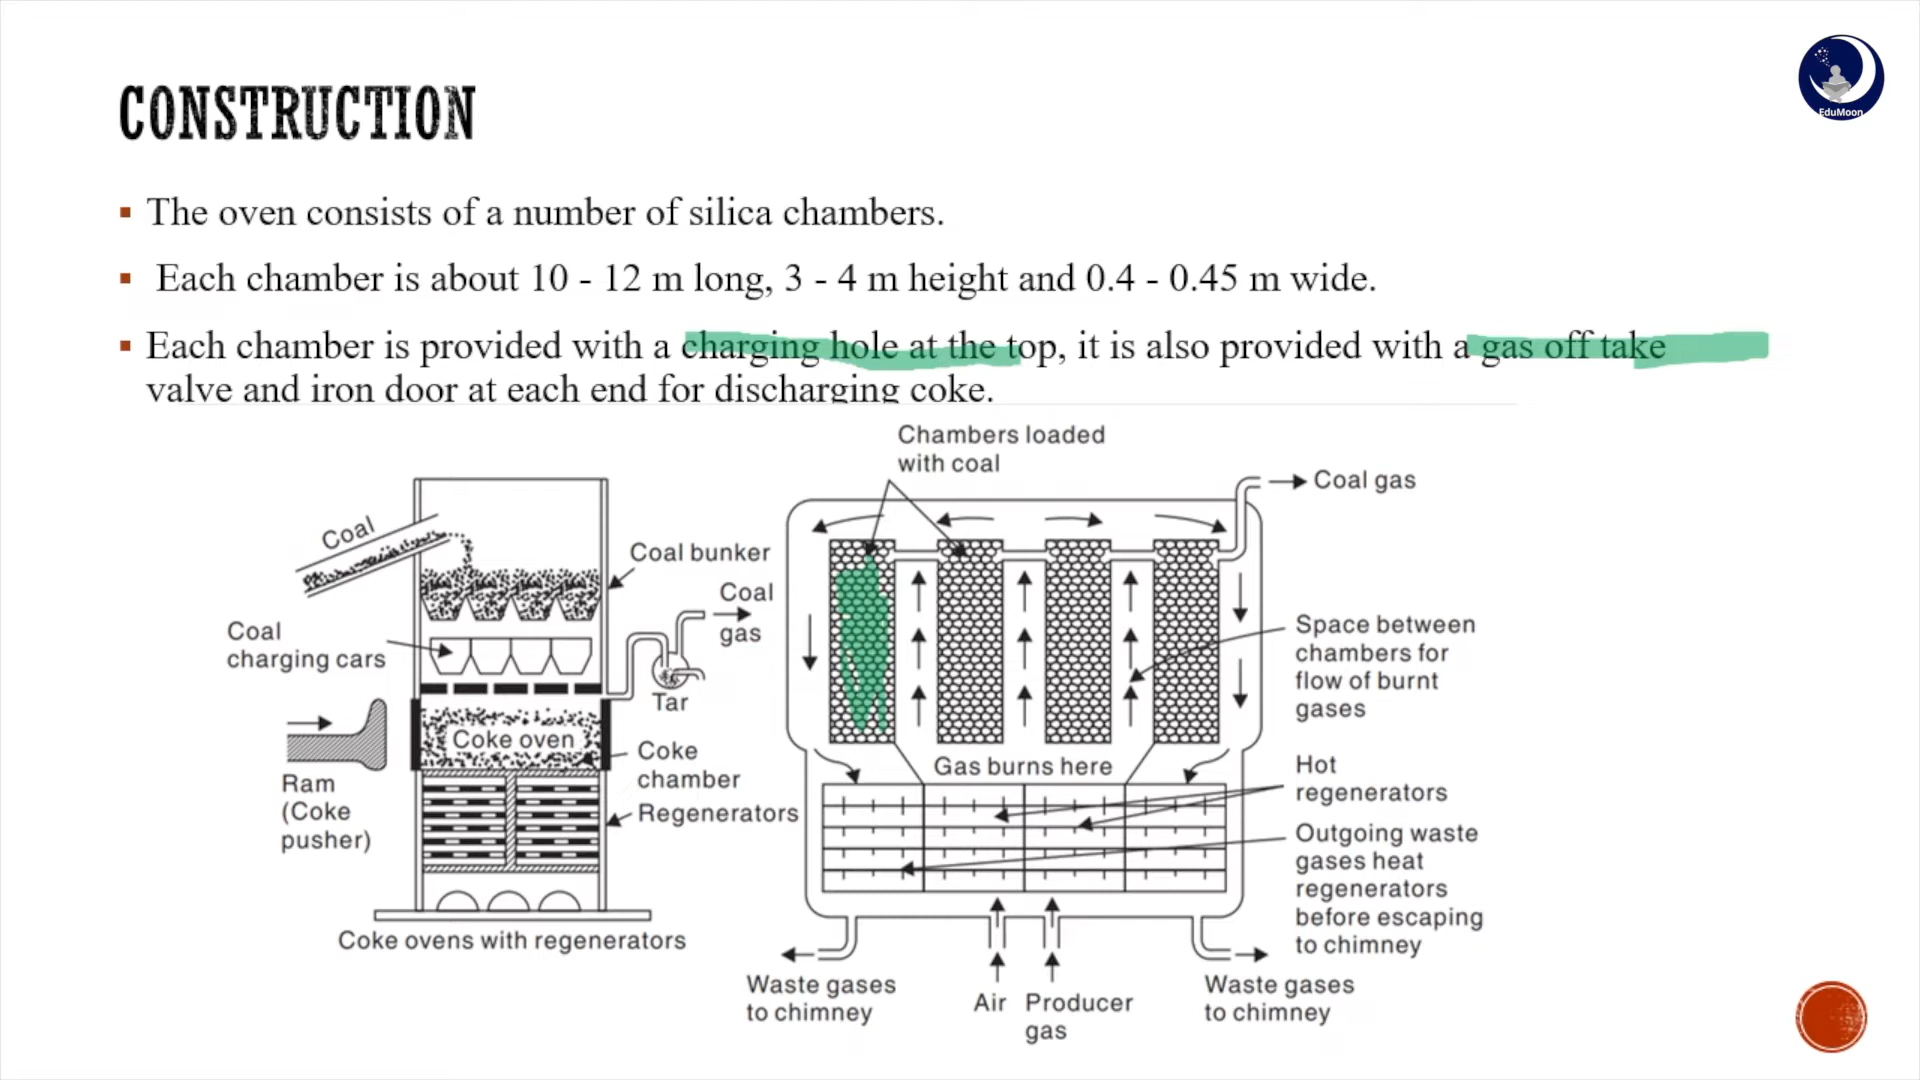 EduMoon
CONSTRUCTION
▪ The oven consists of a number of silica chambers.
▪ Each chamber is about 10 - 12 m long, 3 - 4 m height and 0.4 - 0.45 m wide.
▪ Each chamber is provided with a charging hole at the top, it is also provided with a gas off take
valve and iron door at each end for discharging coke.
Coal
Coal bunker
Coal
gas
Coal
charging cars
Tar
Coke oven
Coke
chamber
Ram
(Coke
pusher)
Regenerators
Coke ovens with regenerators
Chambers loaded
with coal
Coal gas
Space between
chambers for
flow of burnt
gases
Gas burns here
Hot
regenerators
Outgoing waste
gases heat
regenerators
before escaping
to chimney
Waste gases
to chimney
Air
Producer
gas
Waste gases
to chimney